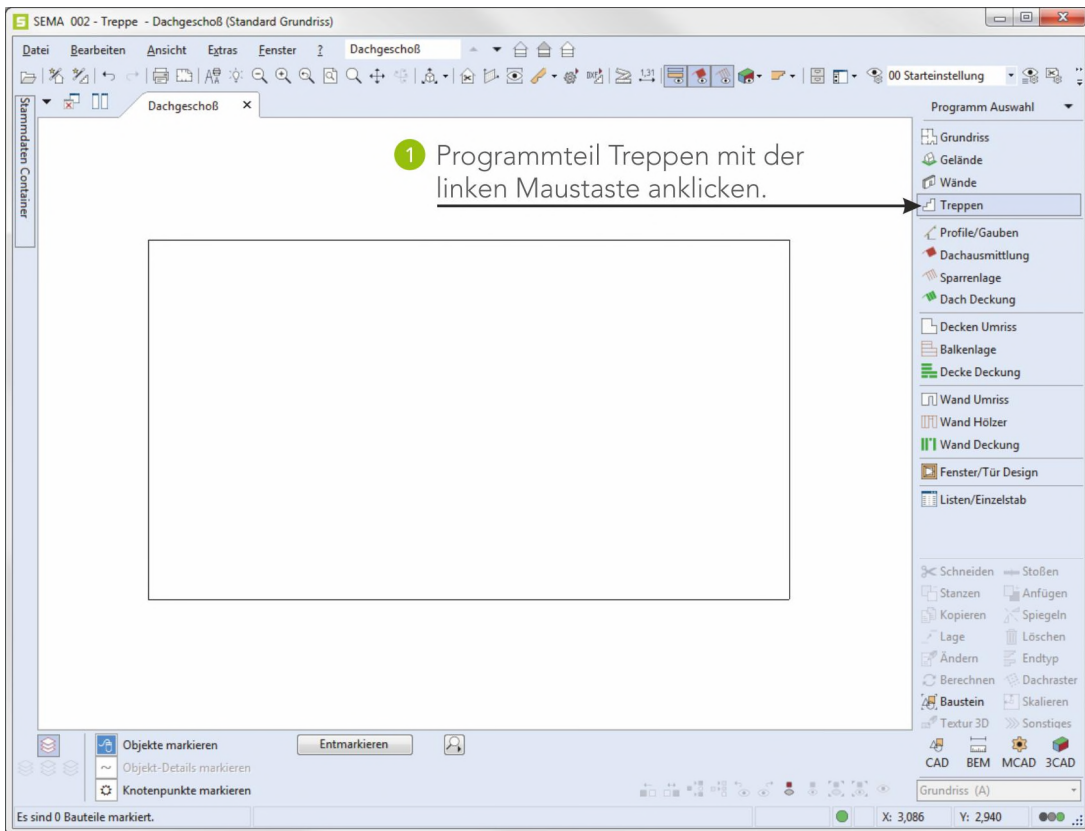 SEMA 002 - Treppe - Dachgeschoß (Standard Grundriss)
Datei Bearbeiten Ansicht Extras Fenster ? Dachgeschoß
00 Starteinstellung
Stammdaten Container
Dachgeschoß
Programm Auswahl
1 Programmteil Treppen mit der
linken Maustaste anklicken.
Grundriss
Gelände
Wände
Treppen
Profile/Gauben
Dachausmittlung
Sparrenlage
Dach Deckung
Decken Umriss
Balkenlage
Decke Deckung
Wand Umriss
Wand Hölzer
Wand Deckung
Fenster/Tür Design
Listen/Einzelstab
Schneiden Stoßen
Stanzen Anfügen
Kopieren Spiegeln
Lage Löschen
Ändern Endtyp
Berechnen Dachraster
Baustein Skalieren
Textur 3D Sonstiges
CAD BEM MCAD 3CAD
Grundriss (A)
Objekte markieren Entmarkieren
Objekt-Details markieren
Knotenpunkte markieren
Es sind 0 Bauteile markiert. X: 3,086 Y: 2,940